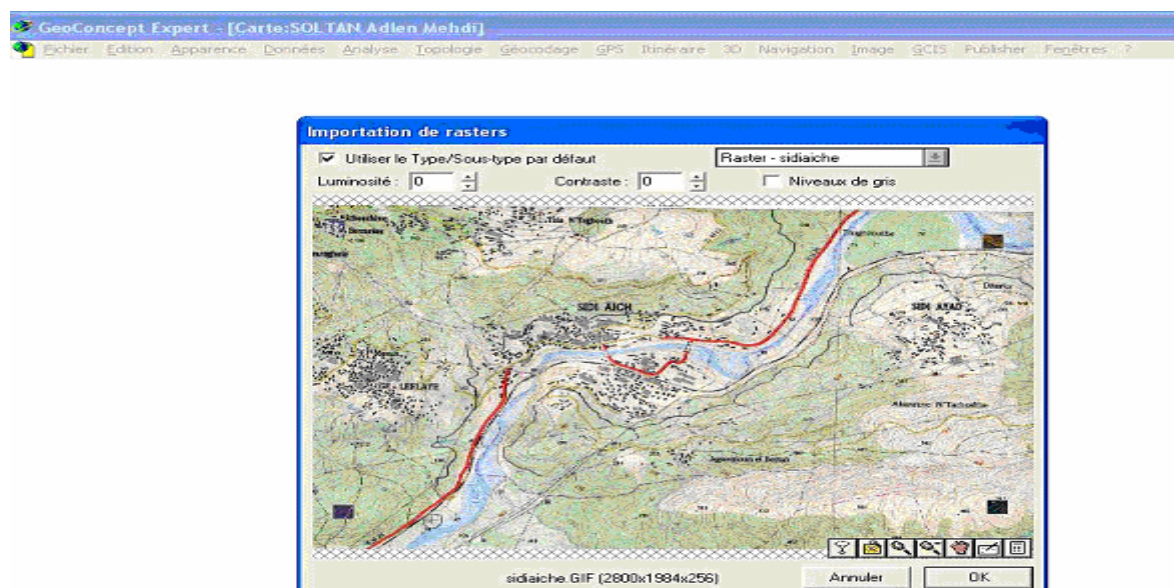 GeoConcept Expert - [Carte:SOLTAN Adlen Mehdi]
Fichier Edition Apparence Données Analyse Topologie Géocodage GPS Itinéraire 3D Navigation Image GCIS Publisher Fenêtres ?
Importation de rasters
Utiliser le Type/Sous-type par défaut
Raster - sidiaiche
Luminosité : 0
Contraste : 0
Niveaux de gris
SIDI AICH
SIDI AYAD
LEFLAYE
sidiaiche.GIF (2800x1984x256)
Annuler
OK